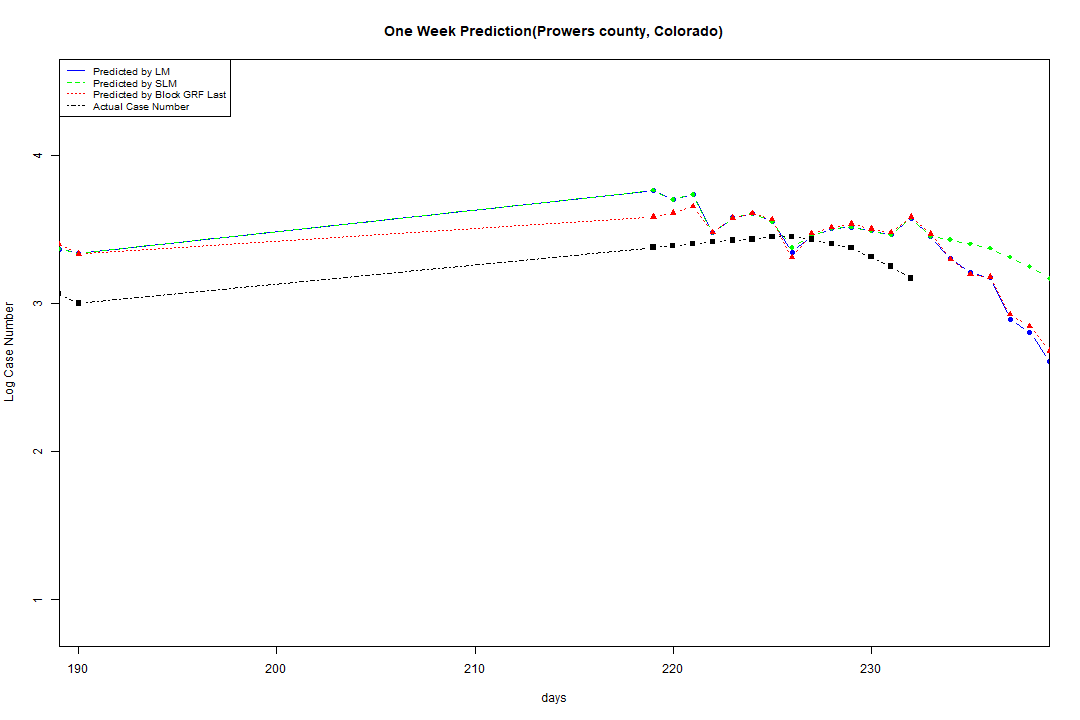 One Week Prediction(Prowers county, Colorado)
Predicted by LM
Predicted by SLM
Predicted by Block GRF Last
Actual Case Number
4
3
2
1
Log Case Number
190
200
210
220
230
days